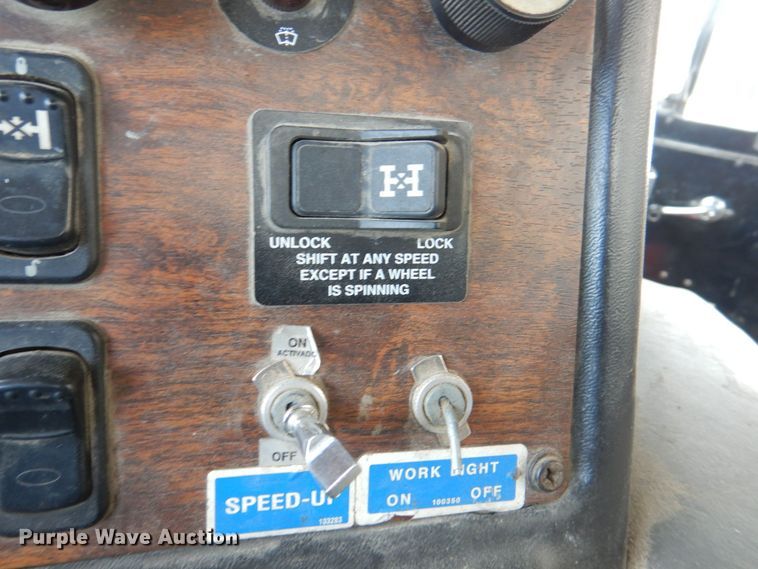 UNLOCK LOCK
SHIFT AT ANY SPEED
EXCEPT IF A WHEEL
IS SPINNING
ON
ACTIVADO
OFF
SPEED-UP
133283
WORK LIGHT
ON 100350 OFF
Purple Wave Auction